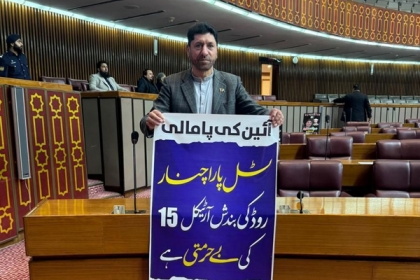 آئین کی پامالی
ٹل پاراچنار
روڈ کی بندش آرٹیکل 15
کی بے حرمتی ہے